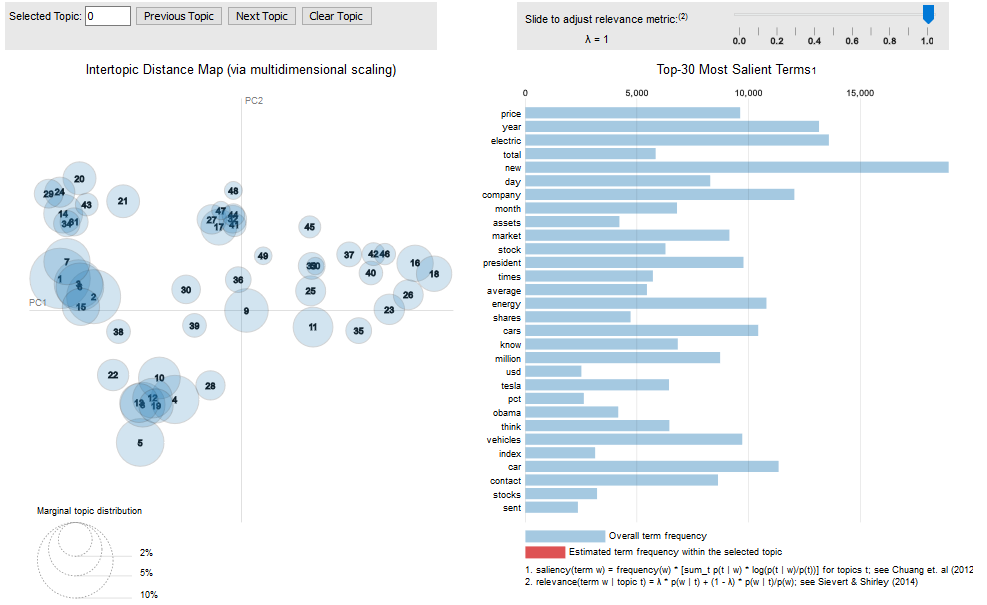 Selected Topic: 0 Previous Topic Next Topic Clear Topic
Slide to adjust relevance metric:(2)
λ = 1
0.0 0.2 0.4 0.6 0.8 1.0
Intertopic Distance Map (via multidimensional scaling)
PC2
PC1
20
29
24
43
21
14
34
31
48
47
27
44
41
17
45
7
1
2
15
49
36
30
9
37
42
46
40
16
18
26
23
25
11
35
39
38
22
10
28
12
19
4
5
Marginal topic distribution
2%
5%
10%
Top-30 Most Salient Terms1
0 5,000 10,000 15,000
price
year
electric
total
new
day
company
month
assets
market
stock
president
times
average
energy
shares
cars
know
million
usd
tesla
pct
obama
think
vehicles
index
car
contact
stocks
sent
Overall term frequency
Estimated term frequency within the selected topic
1. saliency(term w) = frequency(w) * [sum_t p(t | w) * log(p(t | w)/p(t))] for topics t; see Chuang et. al (2012
2. relevance(term w | topic t) = λ * p(w | t) + (1 - λ) * p(w | t)/p(w); see Sievert & Shirley (2014)